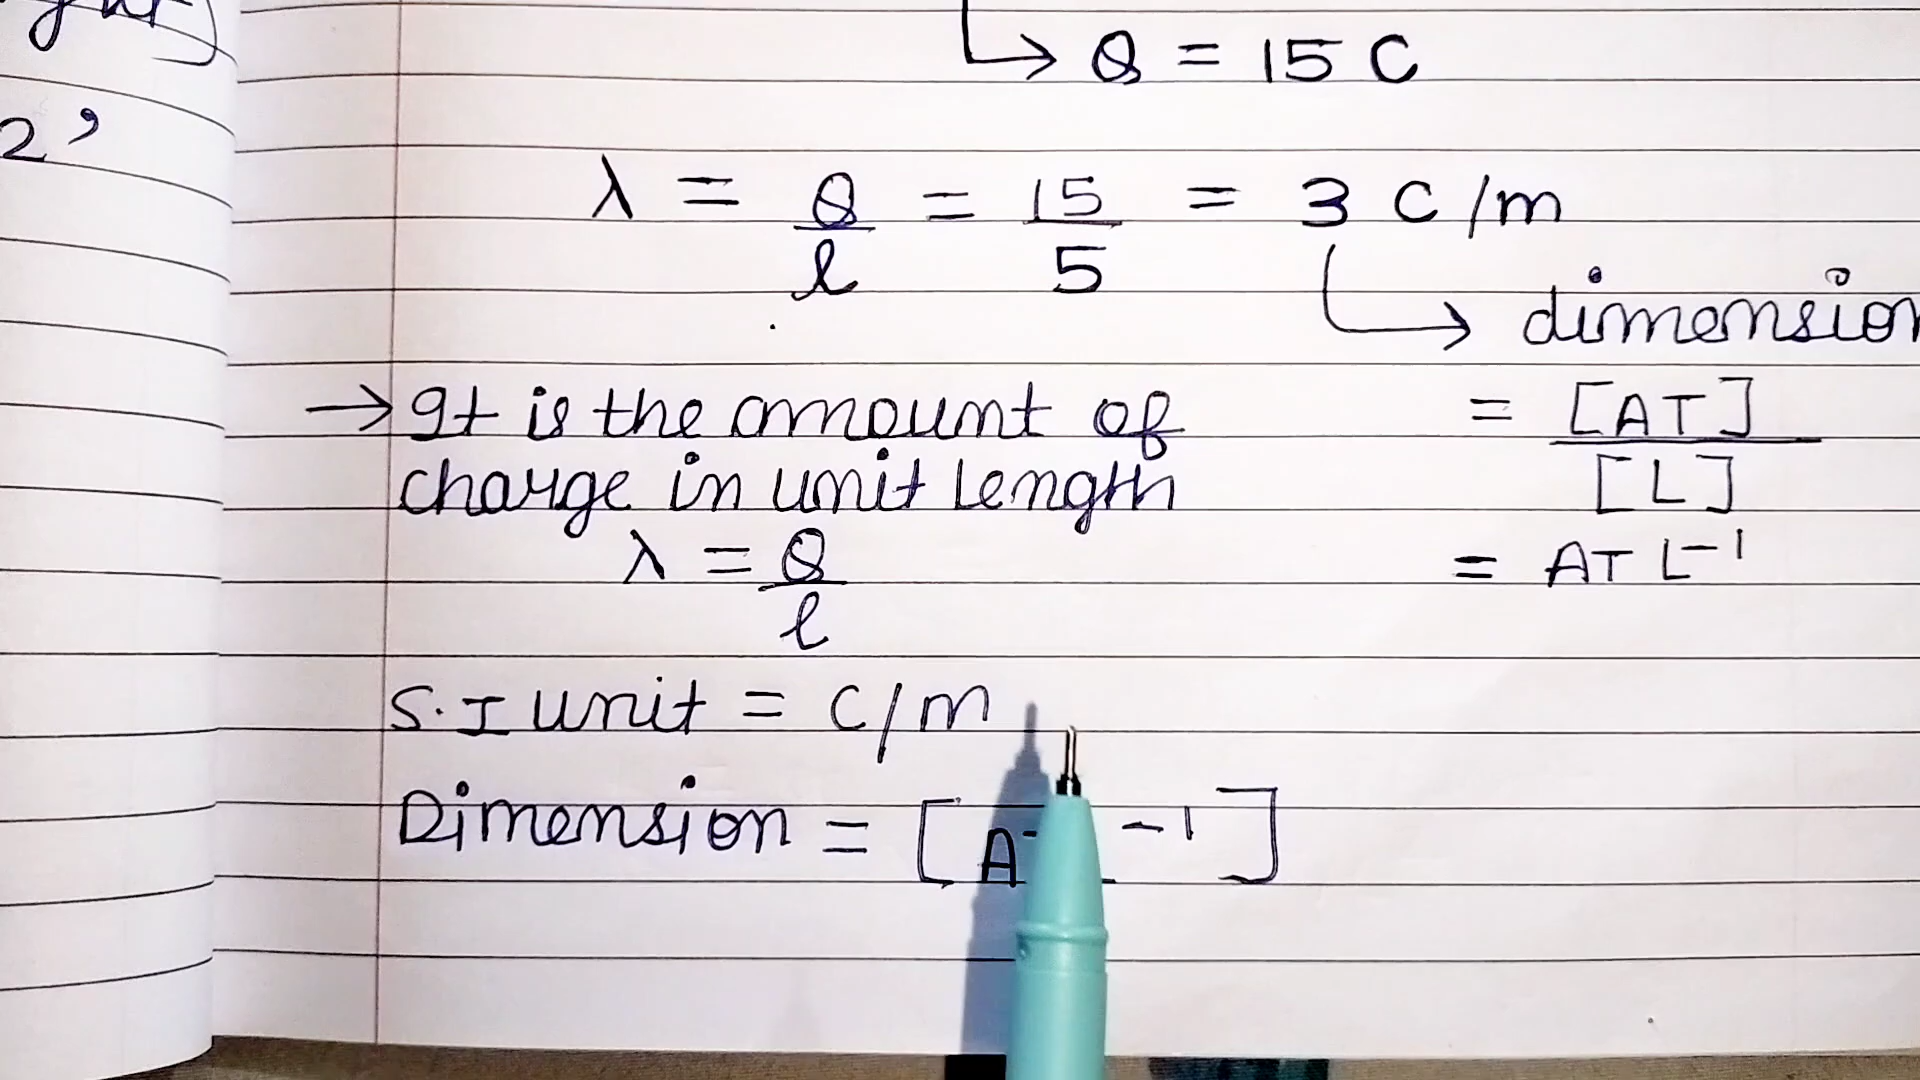 2,
→ Q = 15 C
λ = Q/l = 15/5 = 3 C/m
→ dimension
→ It is the amount of
charge in unit length
= [AT]/[L]
= AT L⁻¹
λ = Q/l
S.I unit = C/m
Dimension = [A ⁻¹]